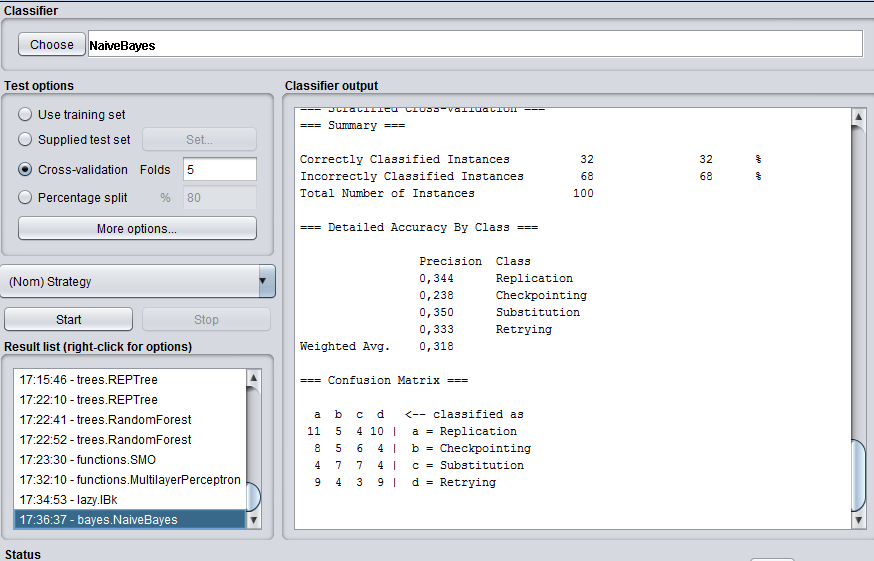 Classifier
Choose NaiveBayes
Test options
Use training set
Supplied test set Set...
Cross-validation Folds 5
Percentage split % 80
More options...
(Nom) Strategy
Start Stop
Result list (right-click for options)
17:15:46 - trees.REPTree
17:22:10 - trees.REPTree
17:22:41 - trees.RandomForest
17:22:52 - trees.RandomForest
17:23:30 - functions.SMO
17:32:10 - functions.MultilayerPerceptron
17:34:53 - lazy.IBk
17:36:37 - bayes.NaiveBayes
Classifier output
=== Stratified cross-validation ===
=== Summary ===
Correctly Classified Instances 32 32 %
Incorrectly Classified Instances 68 68 %
Total Number of Instances 100
=== Detailed Accuracy By Class ===
Precision Class
0,344 Replication
0,238 Checkpointing
0,350 Substitution
0,333 Retrying
Weighted Avg. 0,318
=== Confusion Matrix ===
a b c d <-- classified as
11 5 4 10 | a = Replication
8 5 6 4 | b = Checkpointing
4 7 7 4 | c = Substitution
9 4 3 9 | d = Retrying
Status